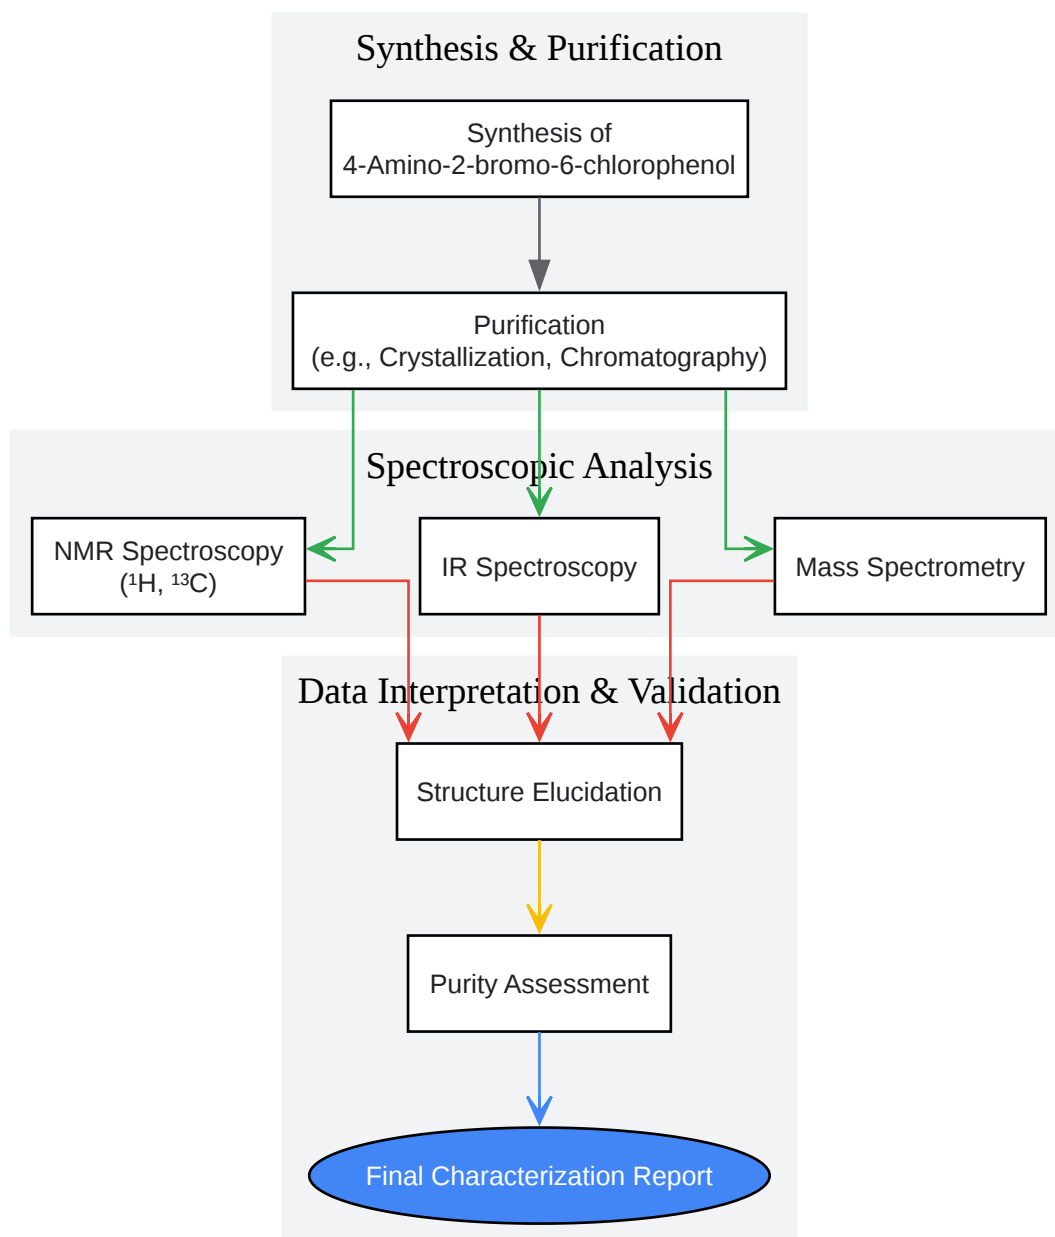 Synthesis & Purification
Synthesis of
4-Amino-2-bromo-6-chlorophenol
Purification
(e.g., Crystallization, Chromatography)
Spectroscopic Analysis
NMR Spectroscopy
(¹H, ¹³C)
IR Spectroscopy
Mass Spectrometry
Data Interpretation & Validation
Structure Elucidation
Purity Assessment
Final Characterization Report